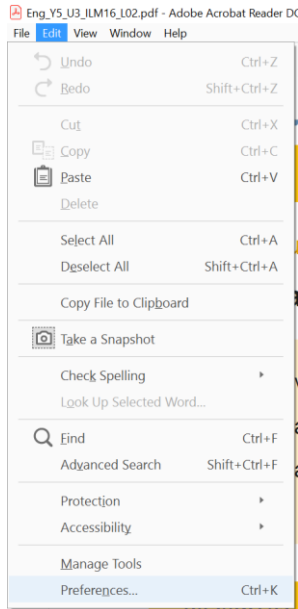 Eng_Y5_U3_ILM16_L02.pdf - Adobe Acrobat Reader DC
File Edit View Window Help
Undo Ctrl+Z
Redo Shift+Ctrl+Z
Cut Ctrl+X
Copy Ctrl+C
Paste Ctrl+V
Delete
Select All Ctrl+A
Deselect All Shift+Ctrl+A
Copy File to Clipboard
Take a Snapshot
Check Spelling
Look Up Selected Word...
Find Ctrl+F
Advanced Search Shift+Ctrl+F
Protection
Accessibility
Manage Tools
Preferences... Ctrl+K